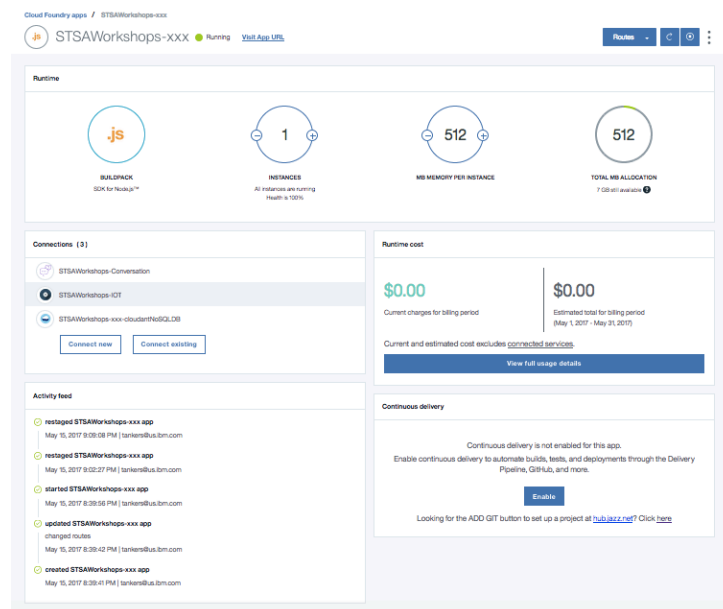 Cloud Foundry apps / STSAWorkshops-xxx
.js STSAWorkshops-xxx Running Visit App URL Routes
Runtime
.js 1 512 512
BUILDPACK INSTANCES MB MEMORY PER INSTANCE TOTAL MB ALLOCATION
SDK for Node.js™ All instances are running 7 GB still available ?
Health is 100%
Connections (3)
STSAWorkshops-Conversation
STSAWorkshops-IOT
STSAWorkshops-xxx-cloudantNoSQLDB
Connect new Connect existing
Runtime cost
$0.00 $0.00
Current charges for billing period Estimated total for billing period
(May 1, 2017 - May 31, 2017)
Current and estimated cost excludes connected services.
View full usage details
Activity feed
restaged STSAWorkshops-xxx app
May 15, 2017 9:09:08 PM | tankers@us.ibm.com
restaged STSAWorkshops-xxx app
May 15, 2017 9:02:27 PM | tankers@us.ibm.com
started STSAWorkshops-xxx app
May 15, 2017 8:39:56 PM | tankers@us.ibm.com
updated STSAWorkshops-xxx app
changed routes
May 15, 2017 8:39:42 PM | tankers@us.ibm.com
created STSAWorkshops-xxx app
May 15, 2017 8:39:41 PM | tankers@us.ibm.com
Continuous delivery
Continuous delivery is not enabled for this app.
Enable continuous delivery to automate builds, tests, and deployments through the Delivery
Pipeline, GitHub, and more.
Enable
Looking for the ADD GIT button to set up a project at hub.jazz.net? Click here